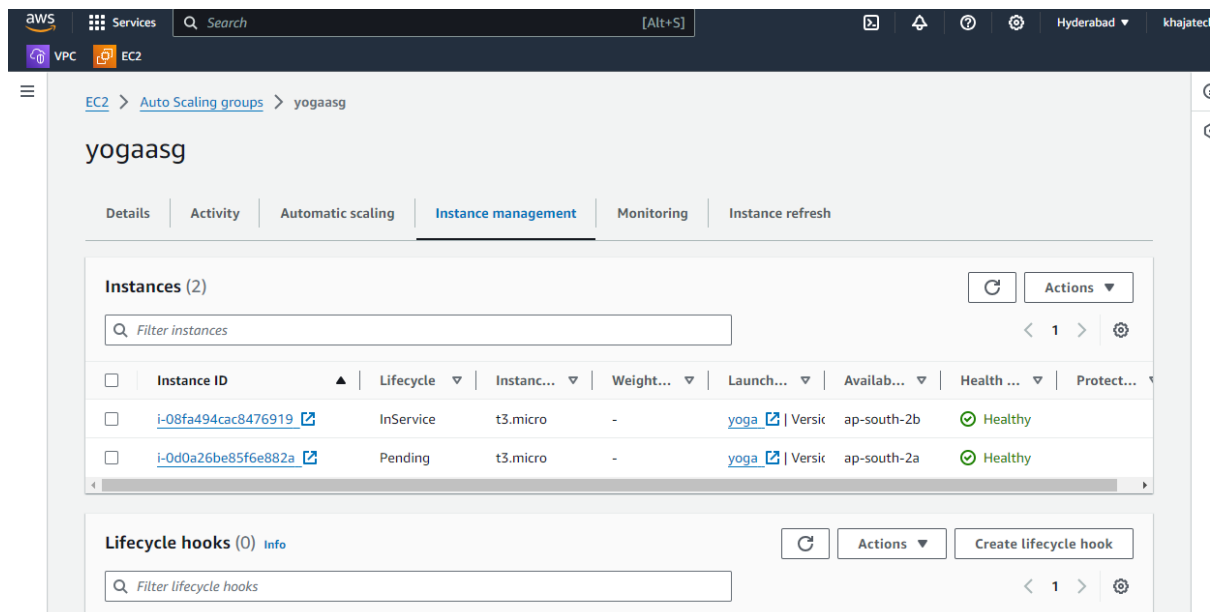 aws Services Search [Alt+S] Hyderabad khajatecl
VPC EC2
EC2 > Auto Scaling groups > yogaasg
yogaasg
Details Activity Automatic scaling Instance management Monitoring Instance refresh
Instances (2) Actions
Filter instances 1
Instance ID Lifecycle Instanc... Weight... Launch... Availab... Health ... Protect...
i-08fa494cac8476919 InService t3.micro - yoga | Versic ap-south-2b Healthy
i-0d0a26be85f6e882a Pending t3.micro - yoga | Versic ap-south-2a Healthy
Lifecycle hooks (0) Info Actions Create lifecycle hook
Filter lifecycle hooks 1